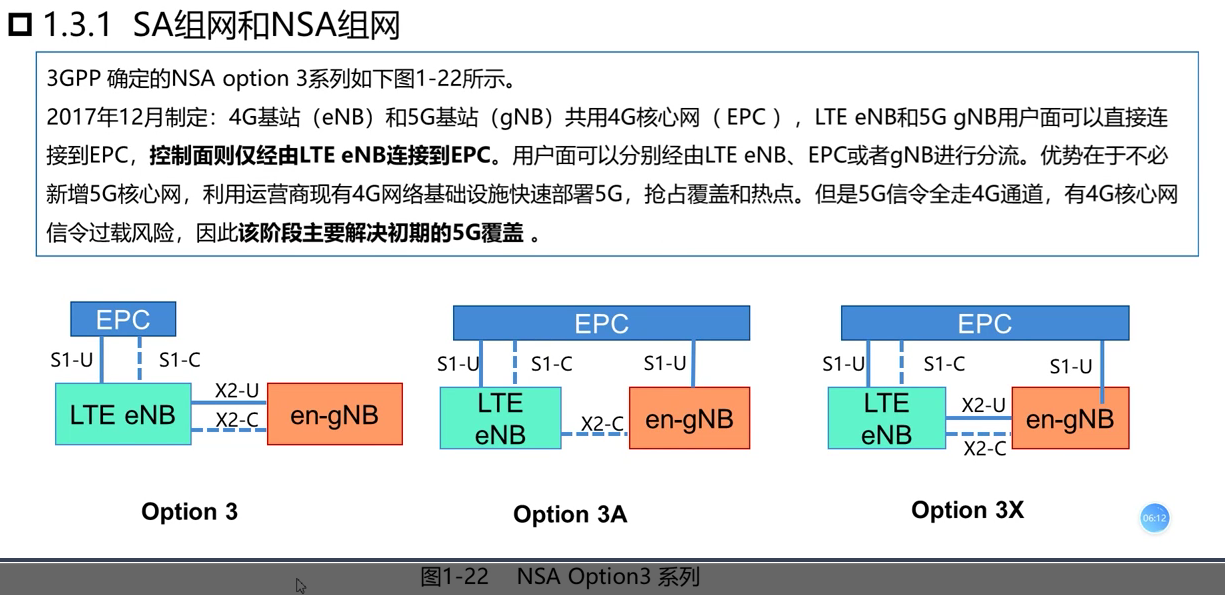 1.3.1 SA组网和NSA组网
3GPP 确定的NSA option 3系列如下图1-22所示。
2017年12月制定：4G基站（eNB）和5G基站（gNB）共用4G核心网（ EPC ），LTE eNB和5G gNB用户面可以直接连
接到EPC，控制面则仅经由LTE eNB连接到EPC。用户面可以分别经由LTE eNB、EPC或者gNB进行分流。优势在于不必
新增5G核心网，利用运营商现有4G网络基础设施快速部署5G，抢占覆盖和热点。但是5G信令全走4G通道，有4G核心网
信令过载风险，因此该阶段主要解决初期的5G覆盖 。
EPC
S1-U
S1-C
LTE eNB
X2-U
X2-C
en-gNB
Option 3
EPC
S1-U
S1-C
S1-U
LTE
eNB
X2-C
en-gNB
Option 3A
EPC
S1-U
S1-C
S1-U
LTE
eNB
X2-U
X2-C
en-gNB
Option 3X
06:12
图1-22 NSA Option3 系列